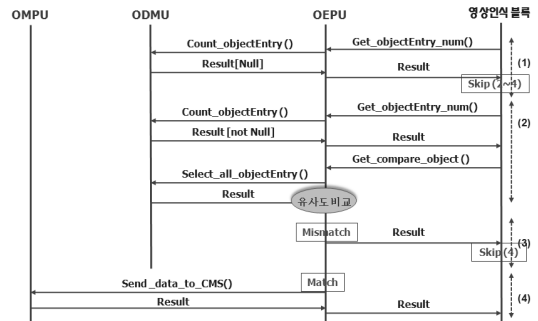 OMPU ODMU OEPU 영상인식 블록
Count_objectEntry() Get_objectEntry_num()
Result[Null] Result (1)
Skip(2~4)
Count_objectEntry() Get_objectEntry_num() (2)
Result [not Null] Result
Get_compare_object()
Select_all_objectEntry()
Result 유사도비교
Mismatch Result (3)
Skip(4)
Send_data_to_CMS() Match
Result Result (4)